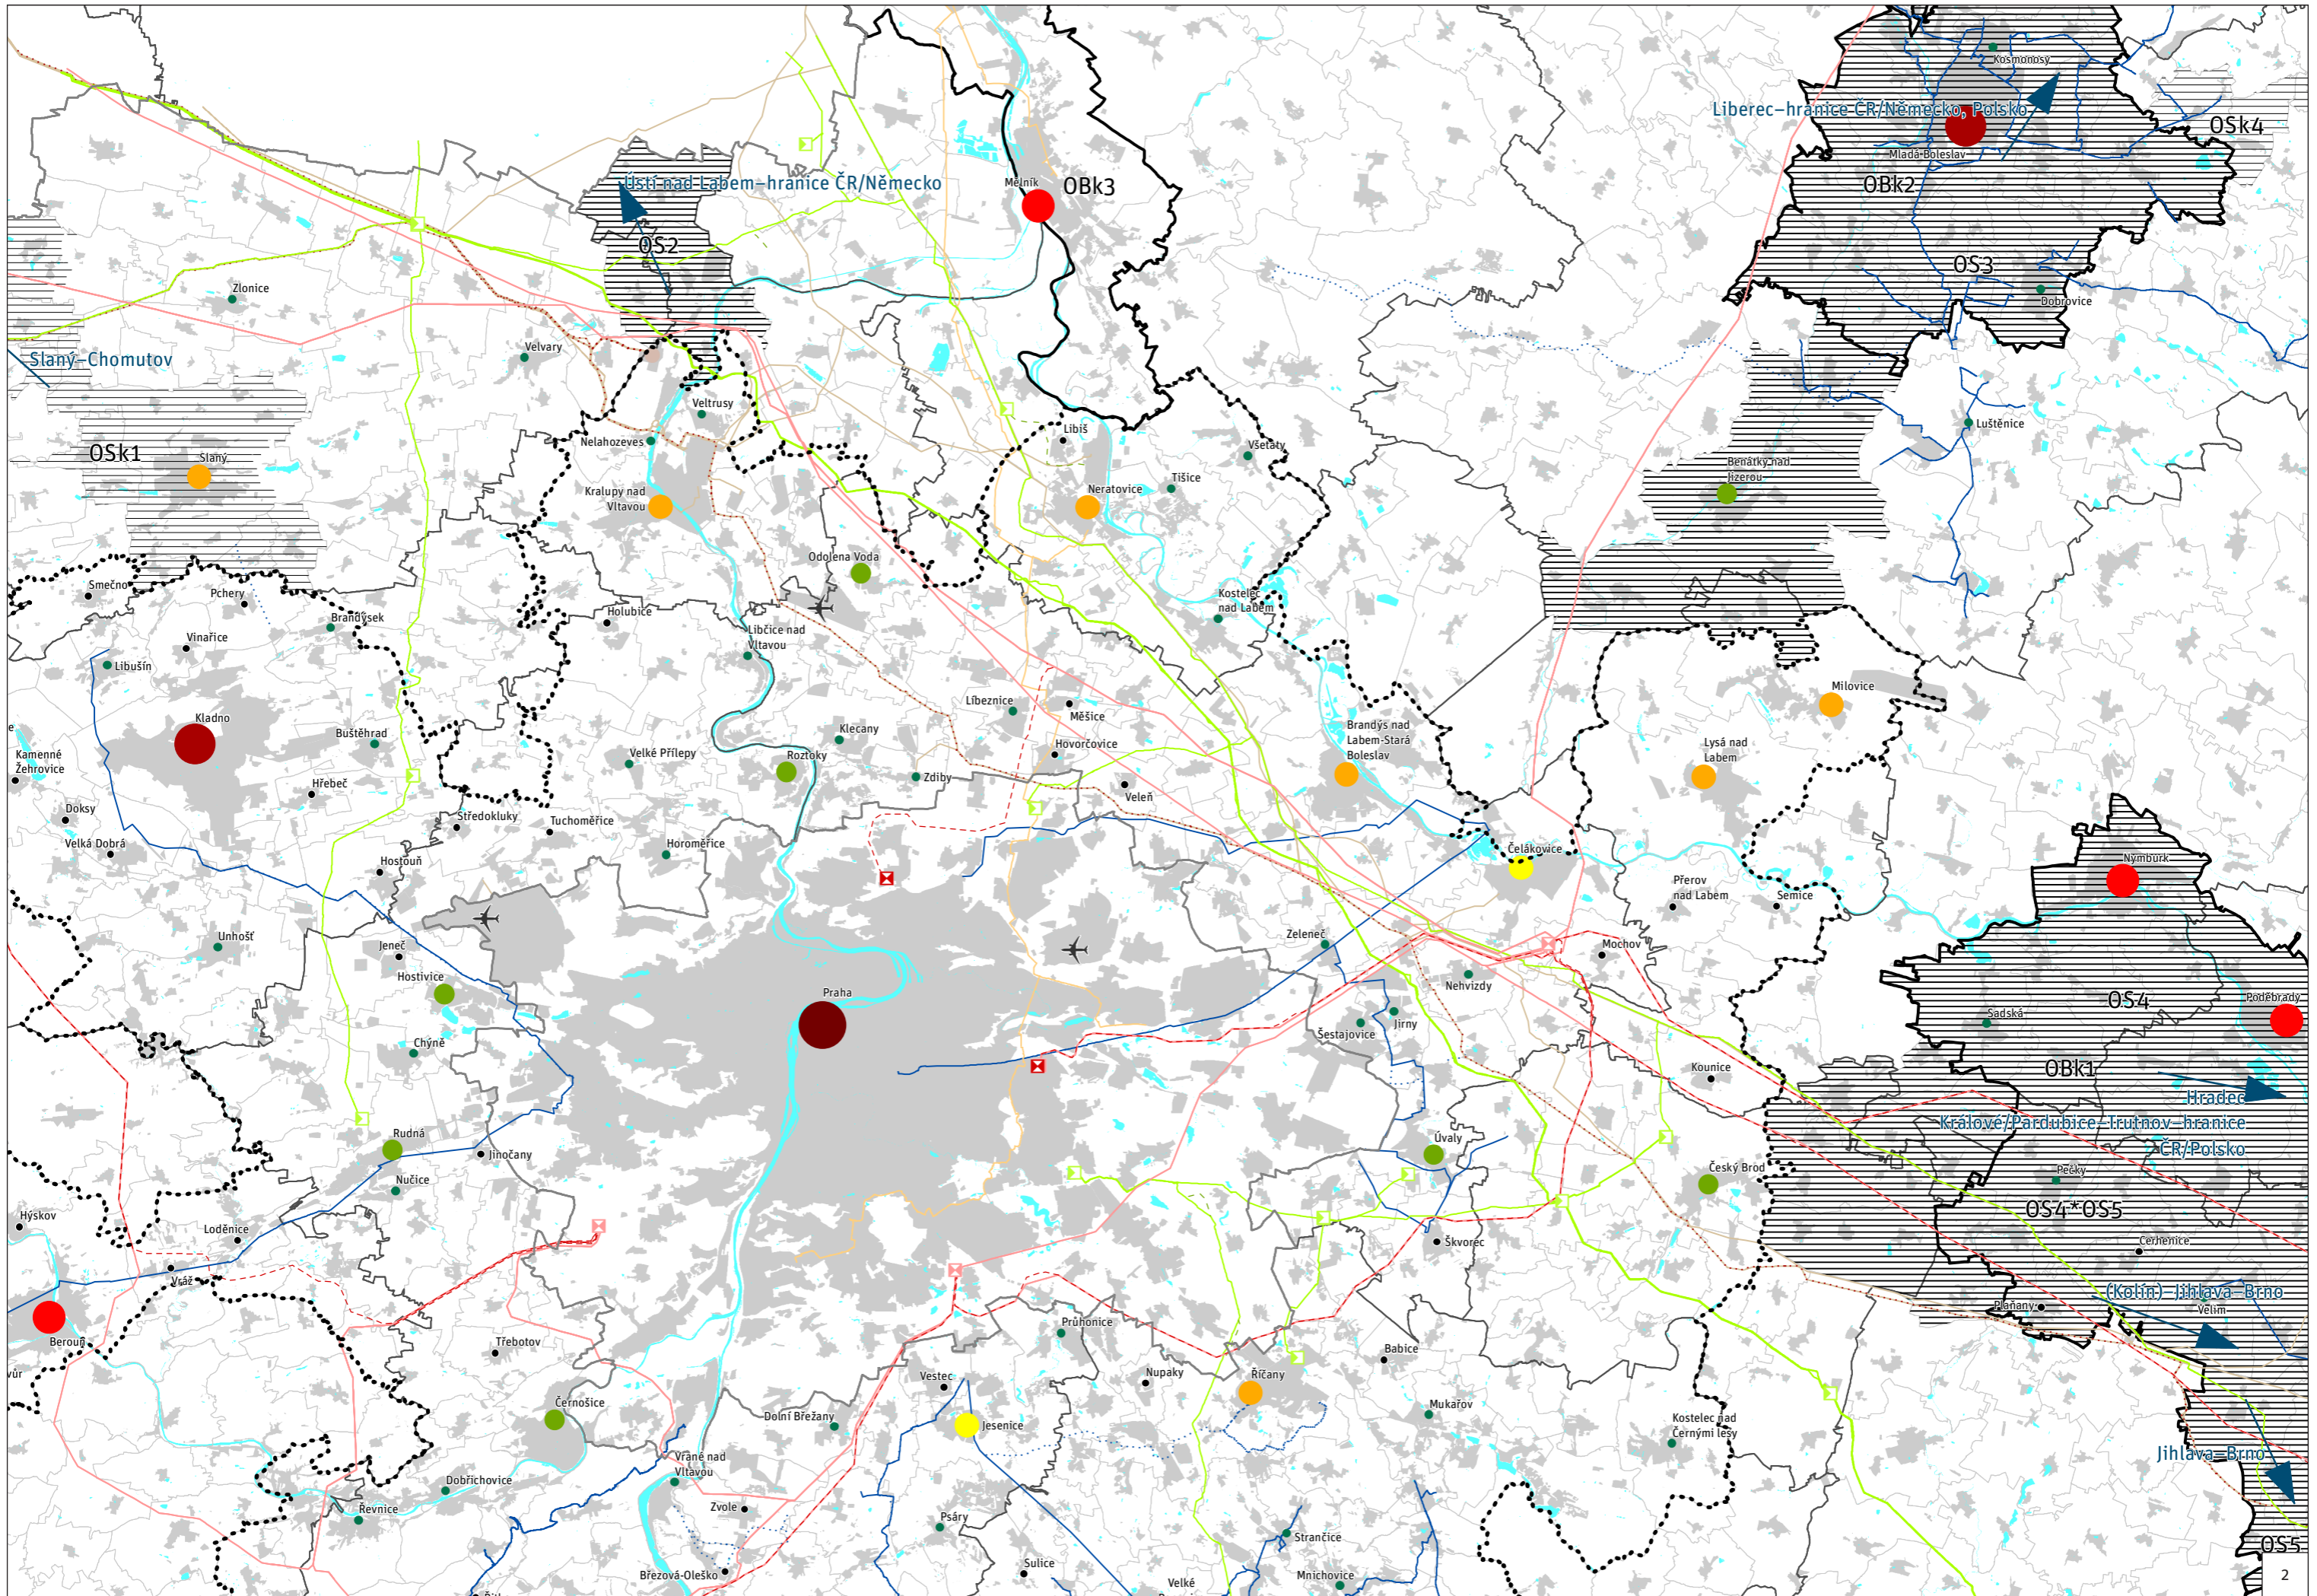 Kosmonosy
Liberec–hranice ČR/Německo, Polsko
OSk4
Mladá Boleslav
OBk2
Ústí nad Labem–hranice ČR/Německo
Mělník
OBk3
OS2
OS3
Zlonice
Dobrovice
Velvary
Slaný–Chomutov
Veltrusy
Luštěnice
Libiš
Nelahozeves
Všetaty
OSk1
Slaný
Benátky nad
Jizerou
Tišice
Kralupy nad
Vltavou
Neratovice
Odolena Voda
Smečno
Pchery
Kostelec
nad Labem
Holubice
Brandýsek
Vinařice
Libčice nad
Vltavou
Libušín
Milovice
Líbeznice
Měšice
Kladno
Brandýs nad
Labem-Stará
Boleslav
Buštěhrad
Klecany
Lysá nad
Labem
e
Hovorčovice
Kamenné
Žehrovice
Velké Přílepy
Roztoky
Zdiby
Hřebeč
Veleň
Doksy
Středokluky
Tuchoměřice
Velká Dobrá
Horoměřice
Čelákovice
Hostouň
Nymburk
Přerov
nad Labem
Semice
Unhošť
Jeneč
Zeleneč
Mochov
Hostivice
Nehvizdy
Praha
Poděbrady
OS4
Sadská
Šestajovice
Jirny
Chýně
OBk1
Kounice
Hradec
Králové/Pardubice–Trutnov–hranice
ČR/Polsko
Rudná
Úvaly
Jinočany
Český Brod
Pečky
Nučice
OS4*OS5
Hýskov
Loděnice
Škvorec
Cerhenice
Vráž
(Kolín)–Jihlava–Brno
Plaňany
Velim
Průhonice
Beroun
Třebotov
Babice
vůr
Vestec
Nupaky
Říčany
Černošice
Mukařov
Dolní Břežany
Jesenice
Kostelec nad
Černými lesy
Jihlava–Brno
Vrané nad
Vltavou
Dobřichovice
Řevnice
Zvole
Psáry
Strančice
OS5
Sulice
Březová-Oleško
Mnichovice
Velké
2